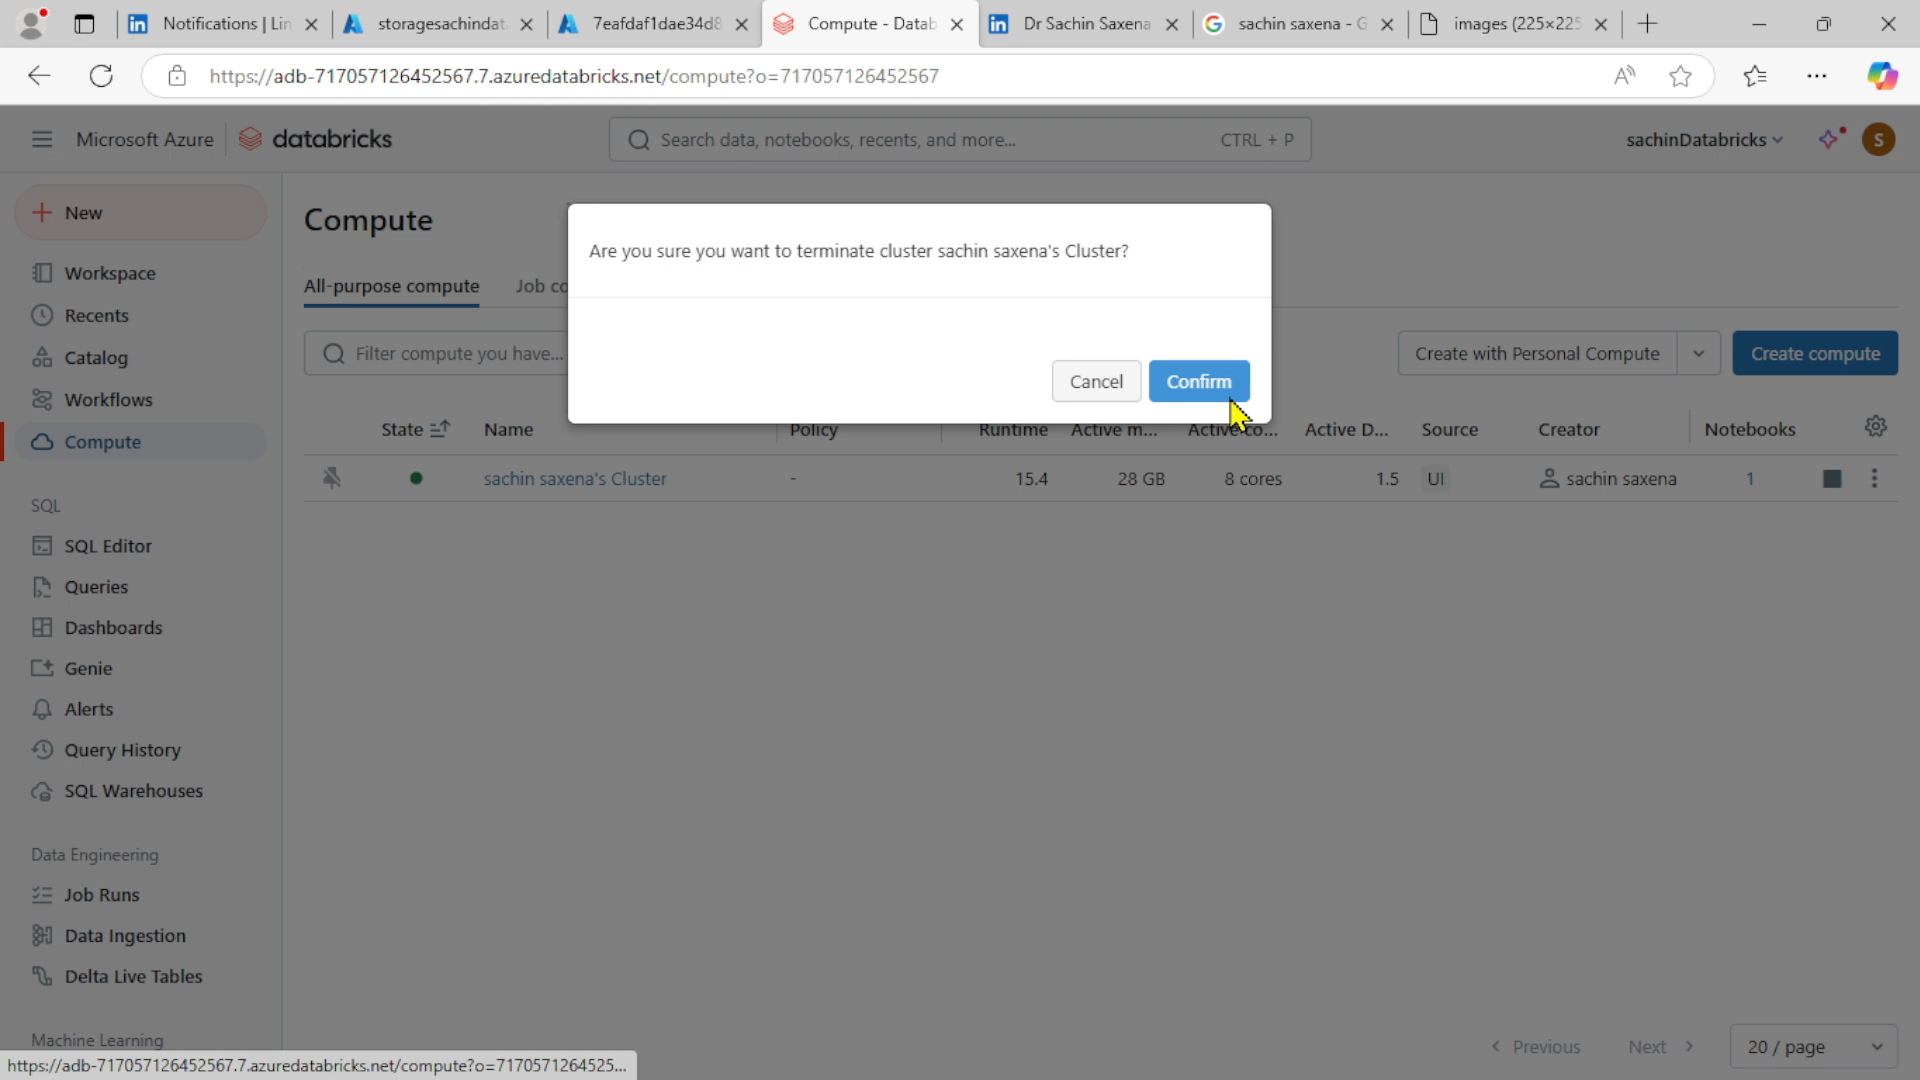 Notifications | Lin
storagesachindat
7eafdaf1dae34d8
Compute - Datab
Dr Sachin Saxena
sachin saxena - G
images (225×225
https://adb-717057126452567.7.azuredatabricks.net/compute?o=717057126452567
Microsoft Azure
databricks
Search data, notebooks, recents, and more...
CTRL + P
sachinDatabricks
S
New
Workspace
Recents
Catalog
Workflows
Compute
SQL
SQL Editor
Queries
Dashboards
Genie
Alerts
Query History
SQL Warehouses
Data Engineering
Job Runs
Data Ingestion
Delta Live Tables
Machine Learning
Compute
All-purpose compute
Job co
Filter compute you have...
Create with Personal Compute
Create compute
Are you sure you want to terminate cluster sachin saxena's Cluster?
Cancel
Confirm
State Name Policy Runtime Active m... Active co... Active D... Source Creator Notebooks
sachin saxena's Cluster - 15.4 28 GB 8 cores 1.5 UI sachin saxena 1
Previous
Next
20 / page
https://adb-717057126452567.7.azuredatabricks.net/compute?o=7170571264525...